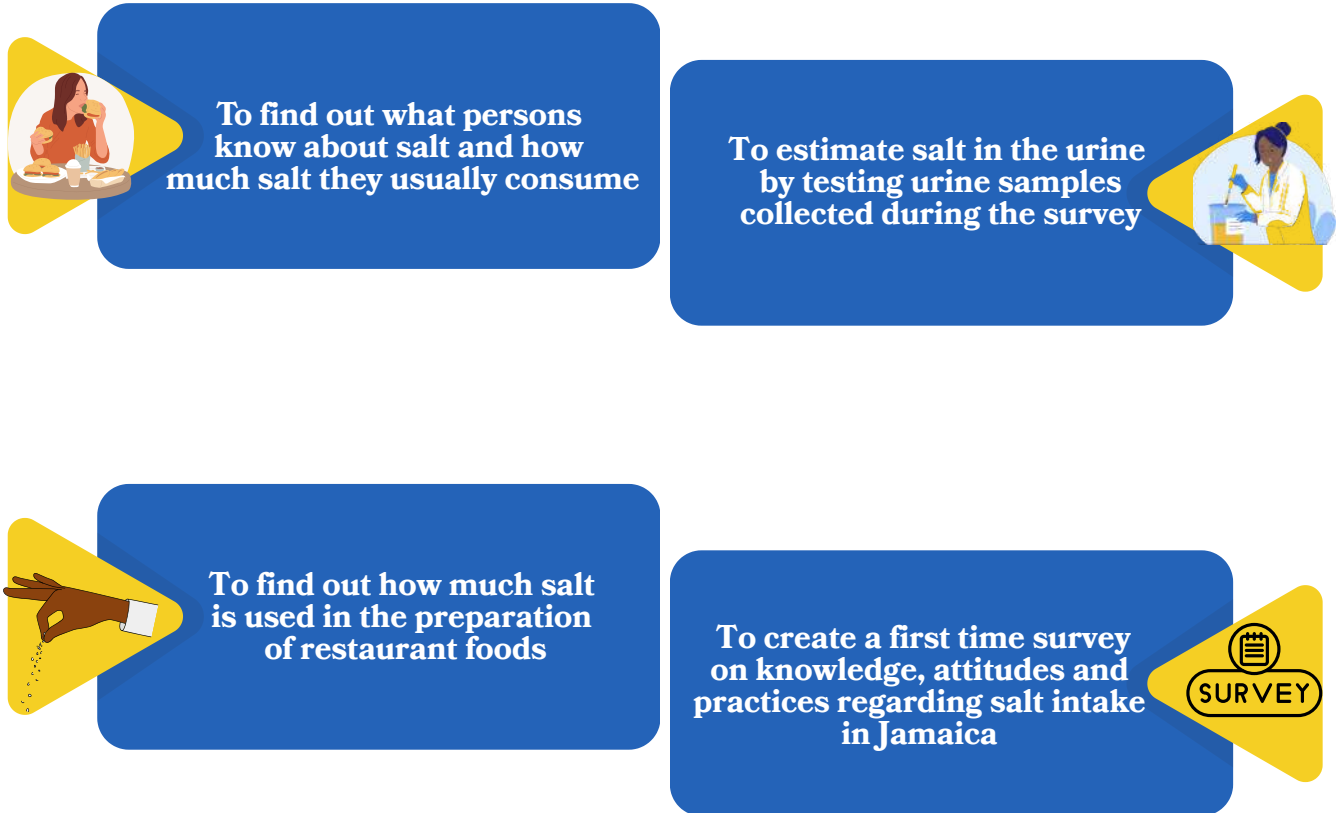 To find out what persons
know about salt and how
much salt they usually consume
To estimate salt in the urine
by testing urine samples
collected during the survey
To find out how much salt
is used in the preparation
of restaurant foods
To create a first time survey
on knowledge, attitudes and
practices regarding salt intake
in Jamaica
SURVEY